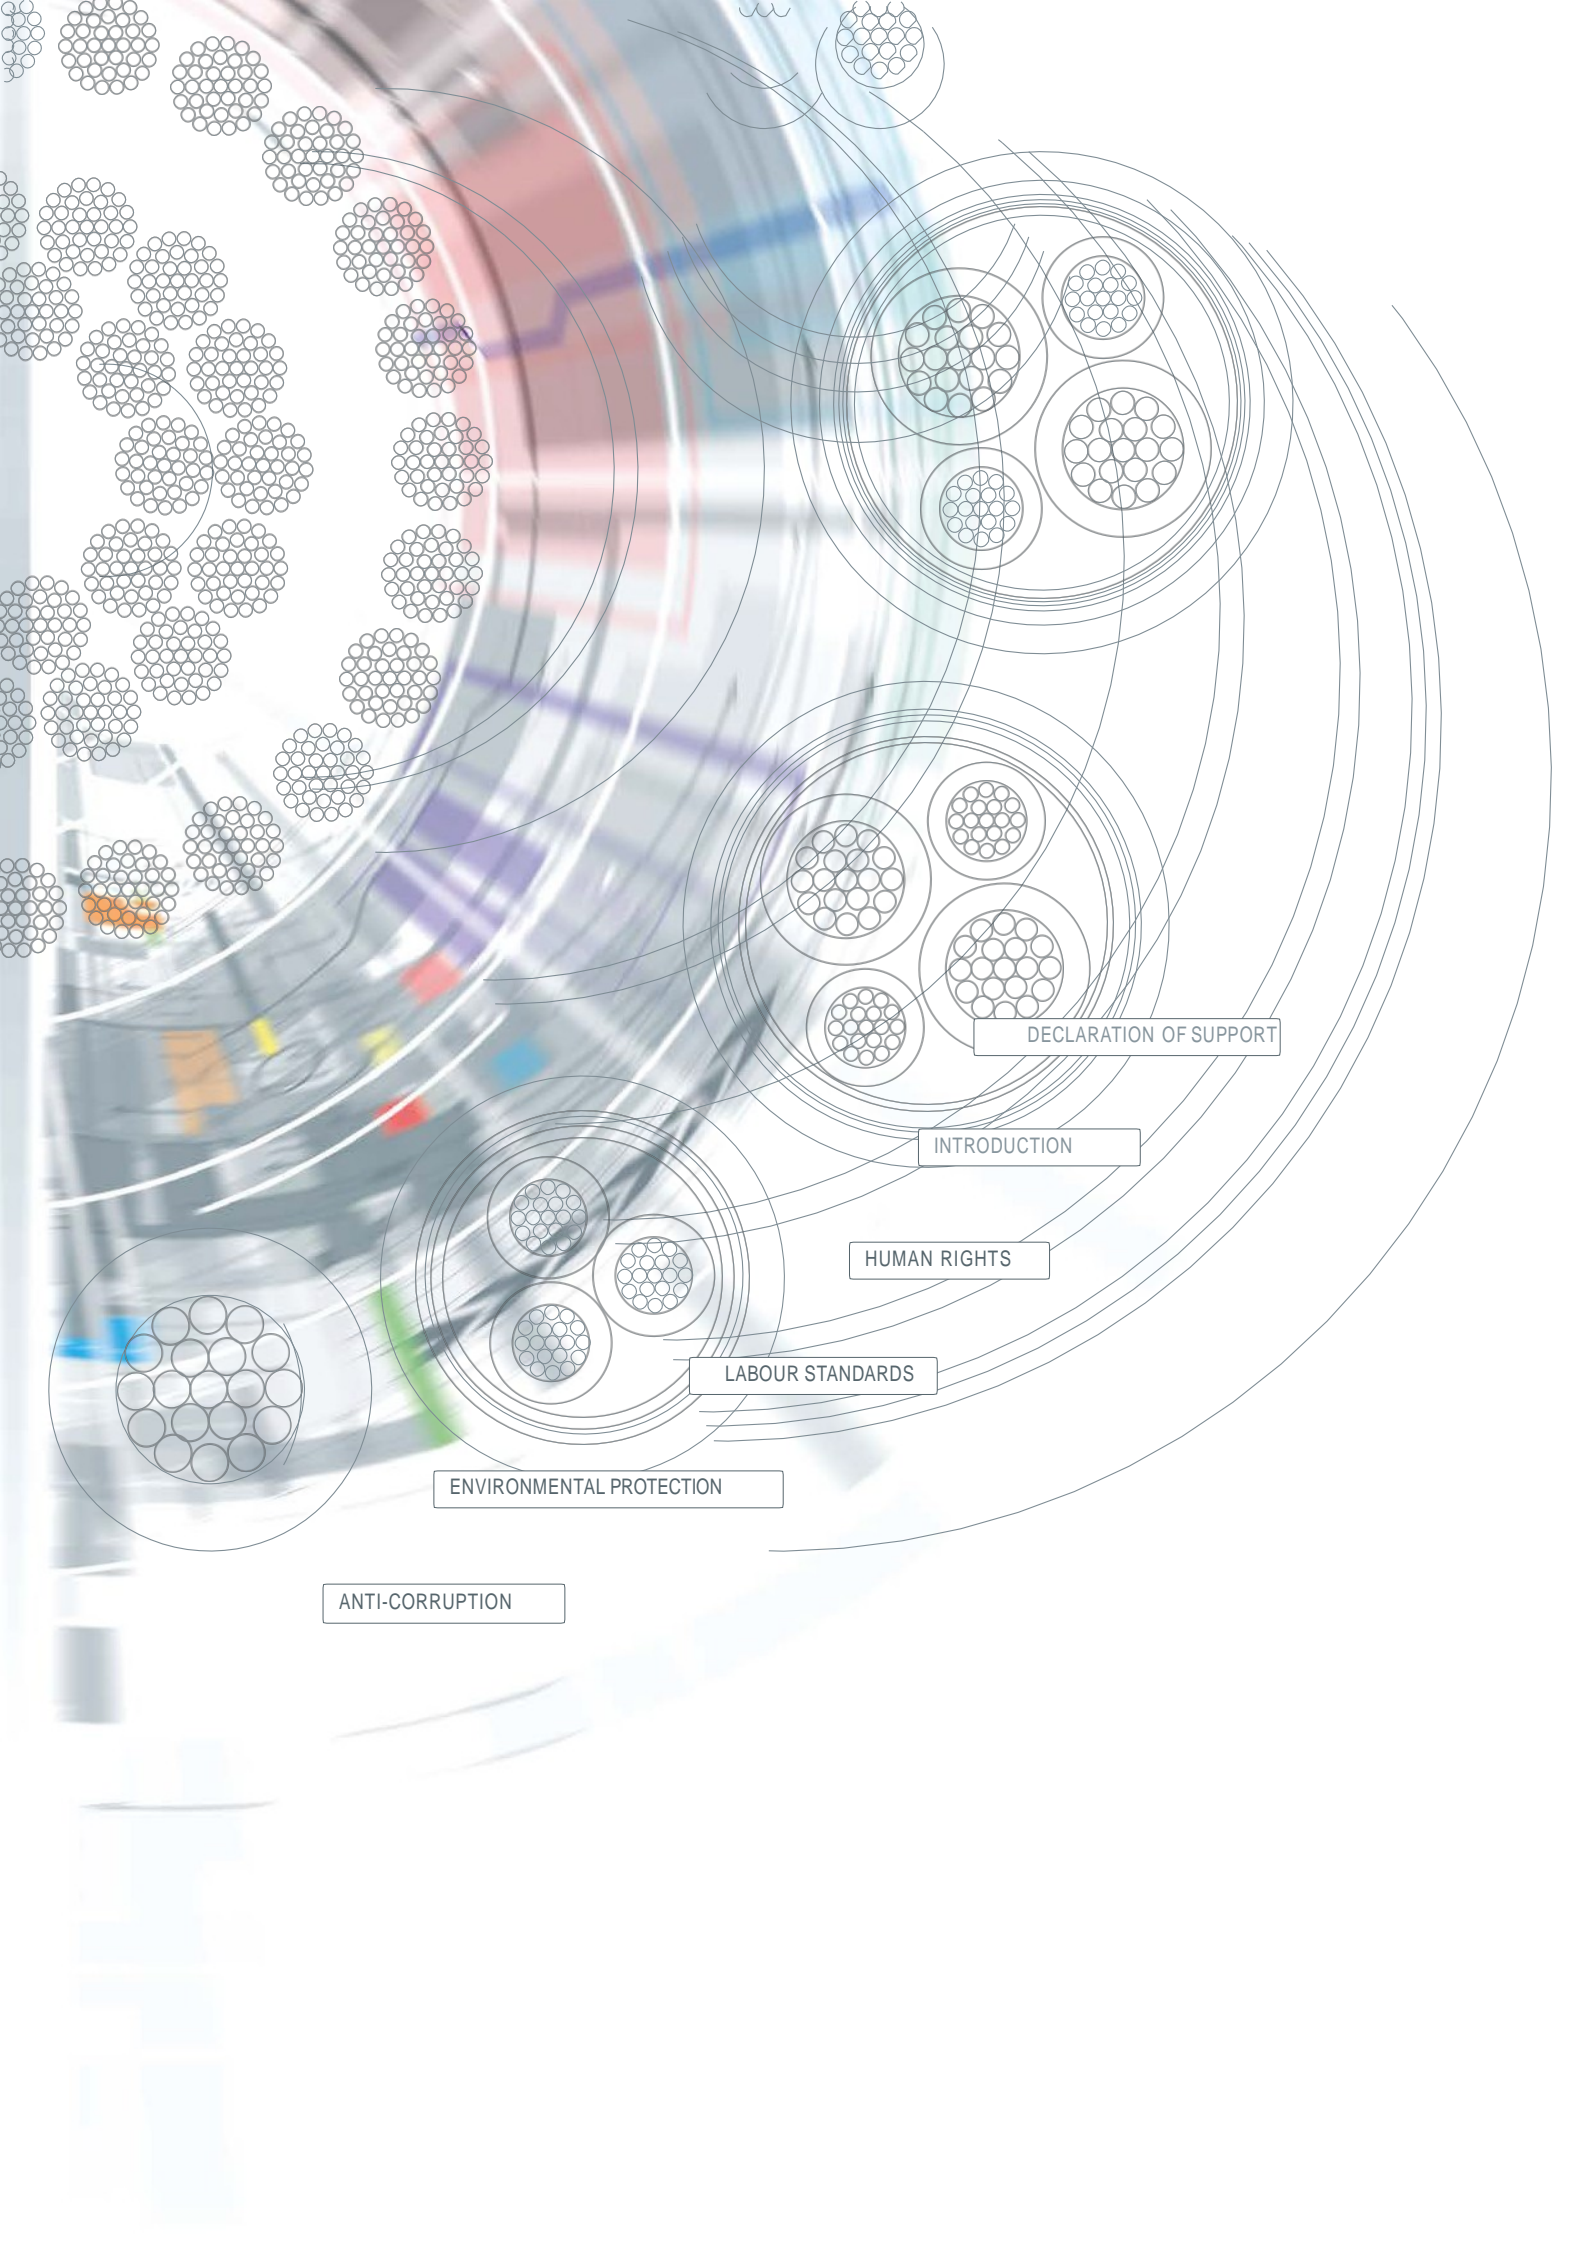 DECLARATION OF SUPPORT
INTRODUCTION
HUMAN RIGHTS
LABOUR STANDARDS
ENVIRONMENTAL PROTECTION
ANTI-CORRUPTION